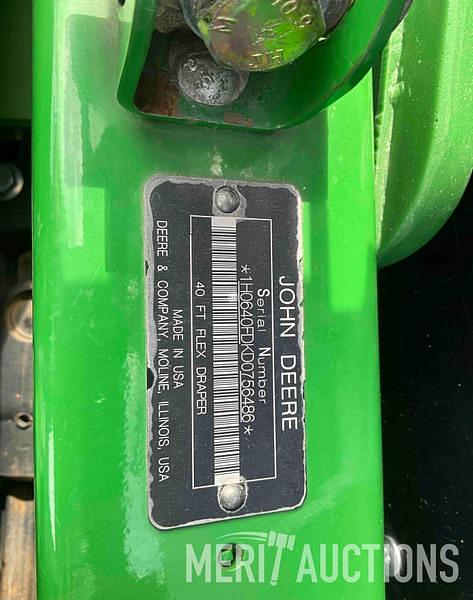 JOHN DEERE
Serial Number
*1H0640FDKD0756486*
40 FT FLEX DRAPER
MADE IN USA
DEERE & COMPANY, MOLINE, ILLINOIS, USA
MERIT AUCTIONS